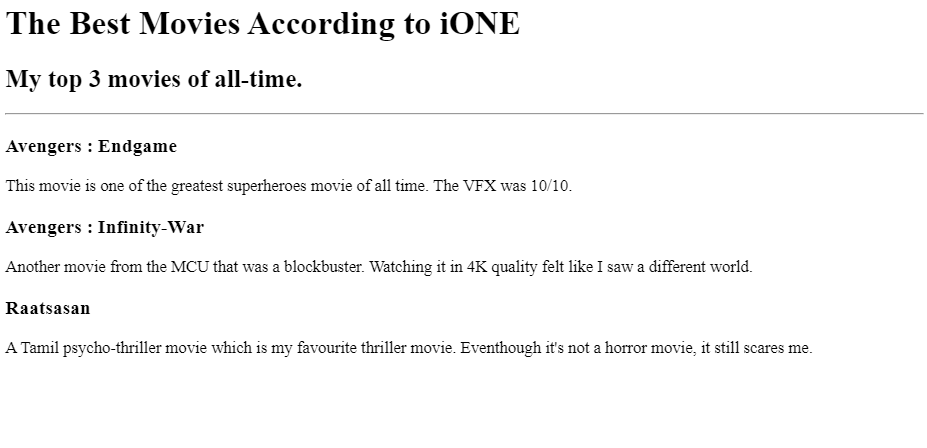 The Best Movies According to iONE
My top 3 movies of all-time.
Avengers : Endgame
This movie is one of the greatest superheroes movie of all time. The VFX was 10/10.
Avengers : Infinity-War
Another movie from the MCU that was a blockbuster. Watching it in 4K quality felt like I saw a different world.
Raatsasan
A Tamil psycho-thriller movie which is my favourite thriller movie. Eventhough it's not a horror movie, it still scares me.